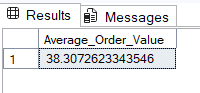 Results Messages
Average_Order_Value
1 38.3072623343546